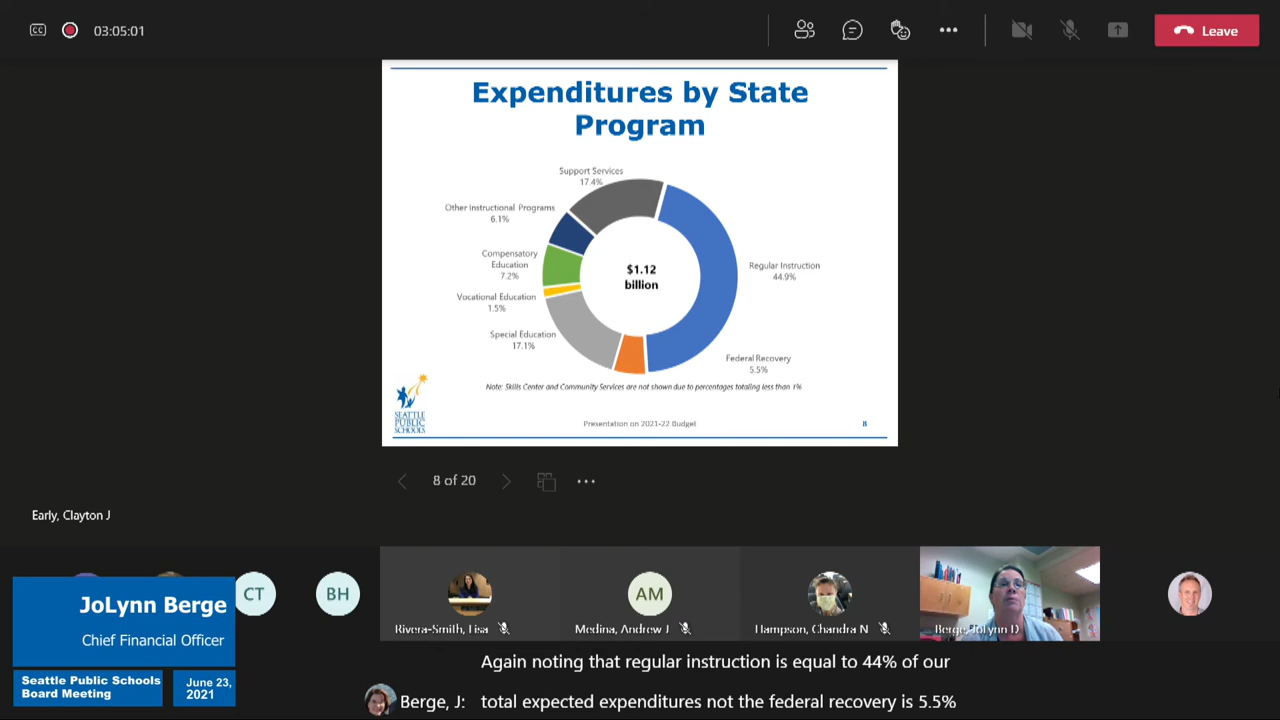 CC
03:05:01
Leave
Expenditures by State
Program
Support Services
17.4%
Other Instructional Programs
6.1%
Compensatory
Education
7.2%
Vocational Education
1.5%
Special Education
17.1%
$1.12
billion
Regular Instruction
44.9%
Federal Recovery
5.5%
Note: Skills Center and Community Services are not shown due to percentages totaling less than 1%
SEATTLE
PUBLIC
SCHOOLS
Presentation on 2021-22 Budget
8
8 of 20
Early, Clayton J
CT
BH
AM
Rivera-Smith, Lisa
Medina, Andrew J
Hampson, Chandra N
Berge, JoLynn D
JoLynn Berge
Chief Financial Officer
Seattle Public Schools
Board Meeting
June 23,
2021
Again noting that regular instruction is equal to 44% of our
Berge, J: total expected expenditures not the federal recovery is 5.5%